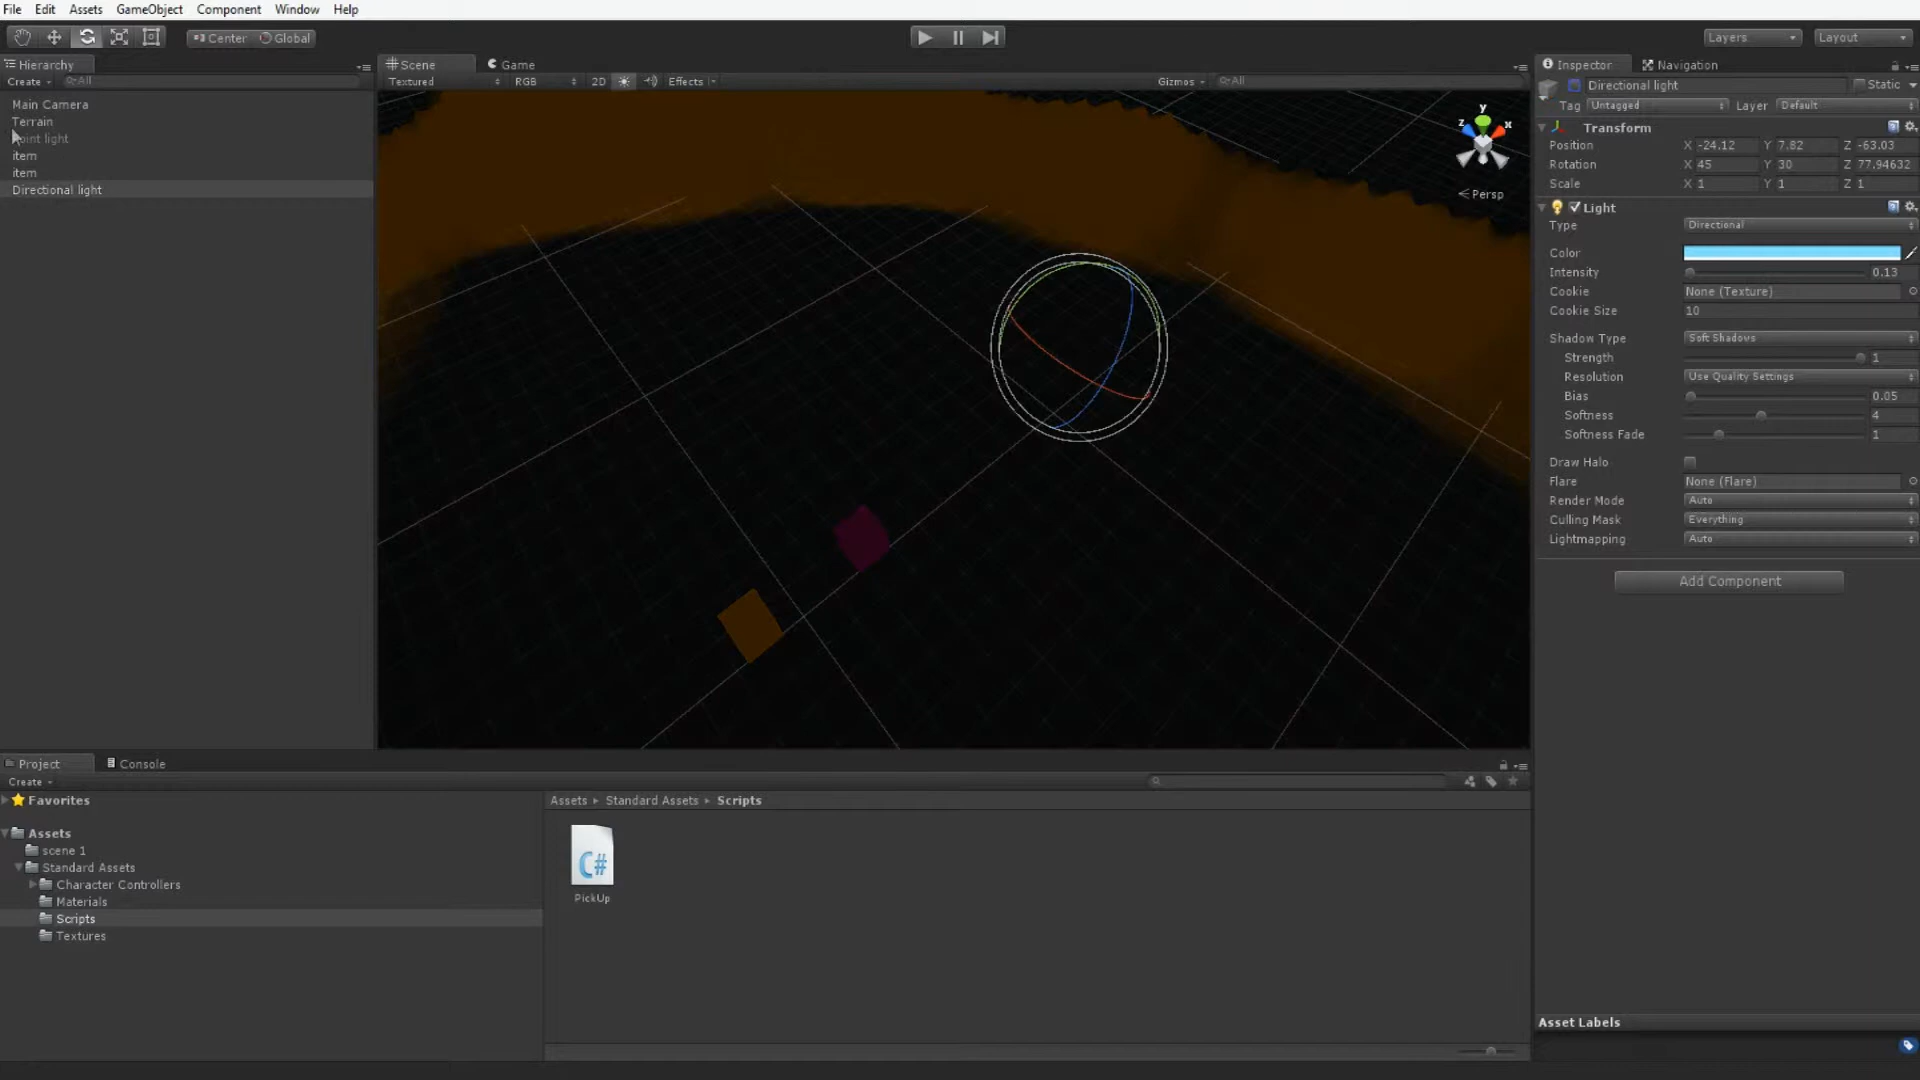 File Edit Assets GameObject Component Window Help
Center Global Layers Layout
Hierarchy
Create All
Main Camera
Terrain
Point light
item
item
Directional light
Scene Game
Textured RGB 2D Effects Gizmos All
y
z x
Persp
Inspector Navigation
Directional light Static
Tag Untagged Layer Default
Transform
Position X -24.12 Y 7.82 Z -63.03
Rotation X 45 Y 30 Z 77.94632
Scale X 1 Y 1 Z 1
Light
Type Directional
Color
Intensity 0.13
Cookie None (Texture)
Cookie Size 10
Shadow Type Soft Shadows
Strength 1
Resolution Use Quality Settings
Bias 0.05
Softness 4
Softness Fade 1
Draw Halo
Flare None (Flare)
Render Mode Auto
Culling Mask Everything
Lightmapping Auto
Add Component
Asset Labels
Project Console
Create
Favorites
Assets
scene 1
Standard Assets
Character Controllers
Materials
Scripts
Textures
Assets Standard Assets Scripts
C#
PickUp